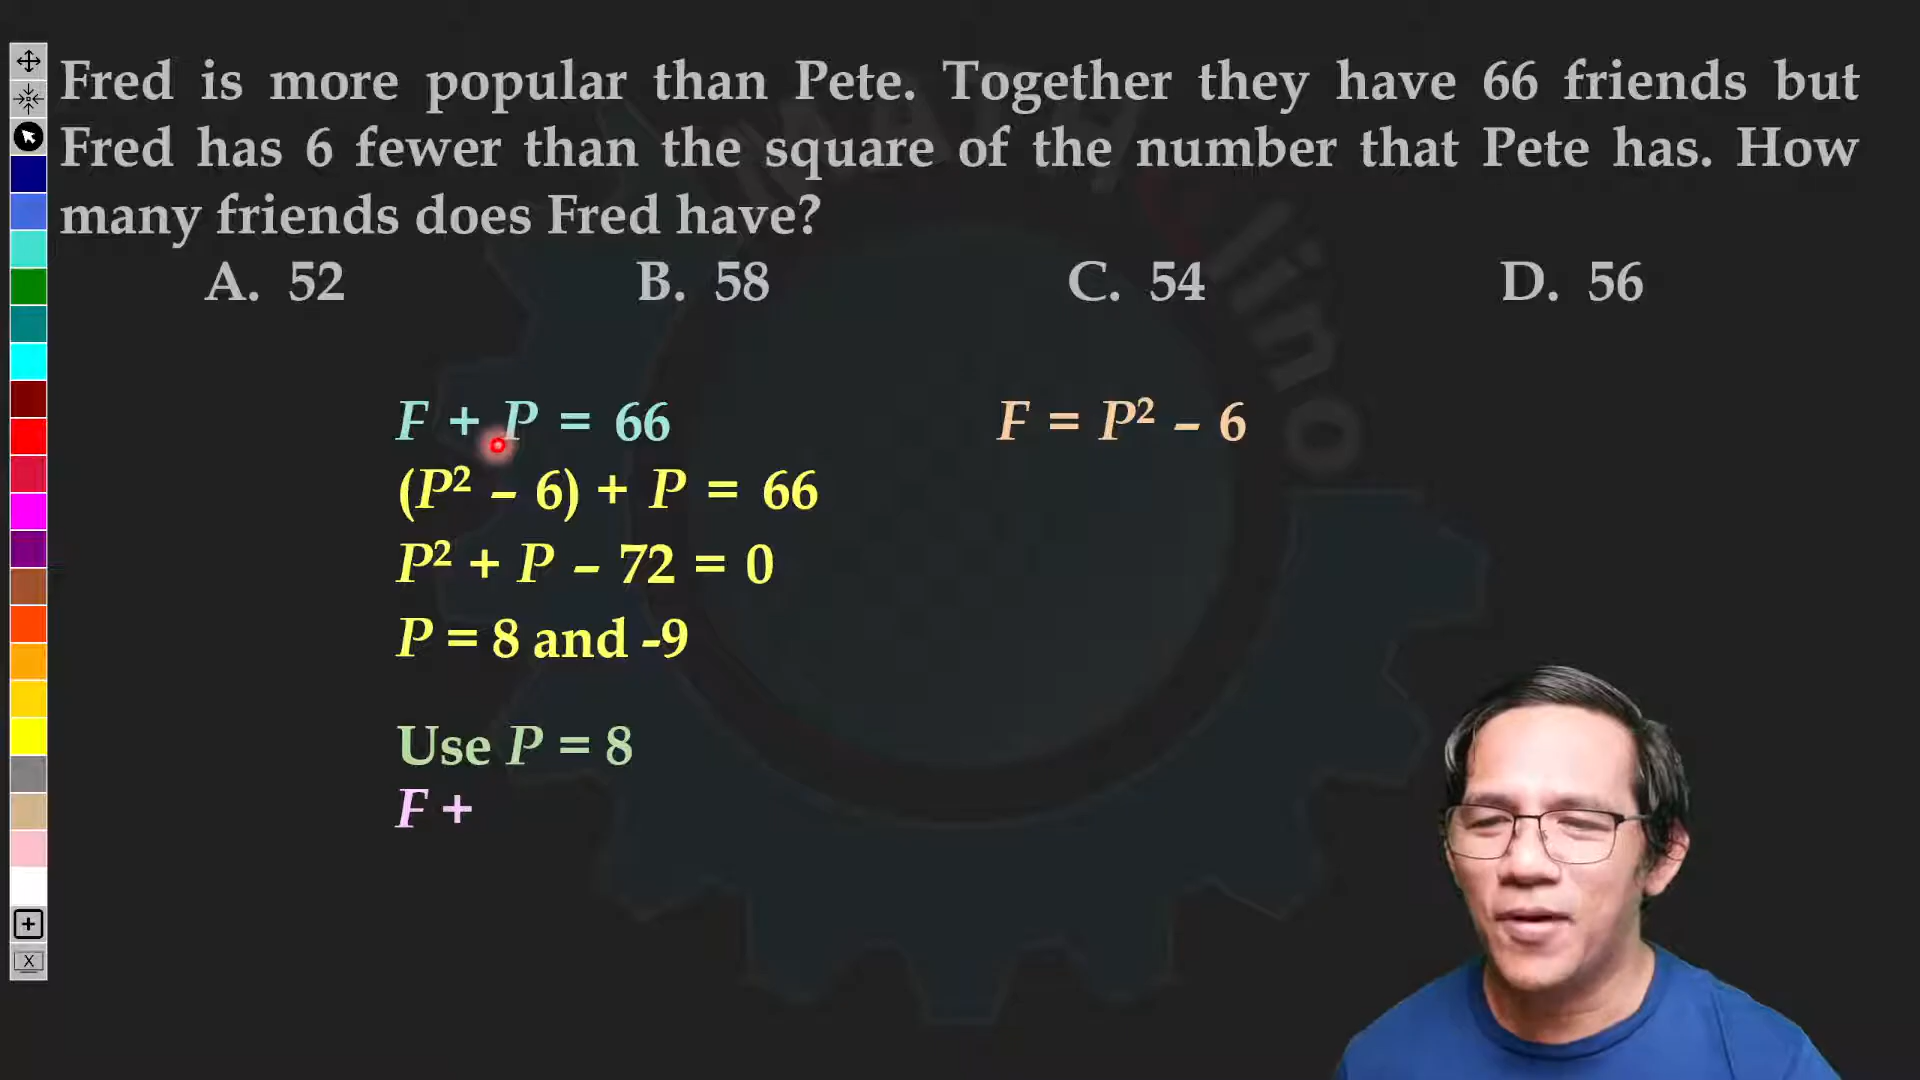 Fred is more popular than Pete. Together they have 66 friends but
Fred has 6 fewer than the square of the number that Pete has. How
many friends does Fred have?
A. 52 B. 58 C. 54 D. 56
F + P = 66 F = P² – 6
(P² – 6) + P = 66
P² + P – 72 = 0
P = 8 and -9
Use P = 8
F +
MATH
lino
X